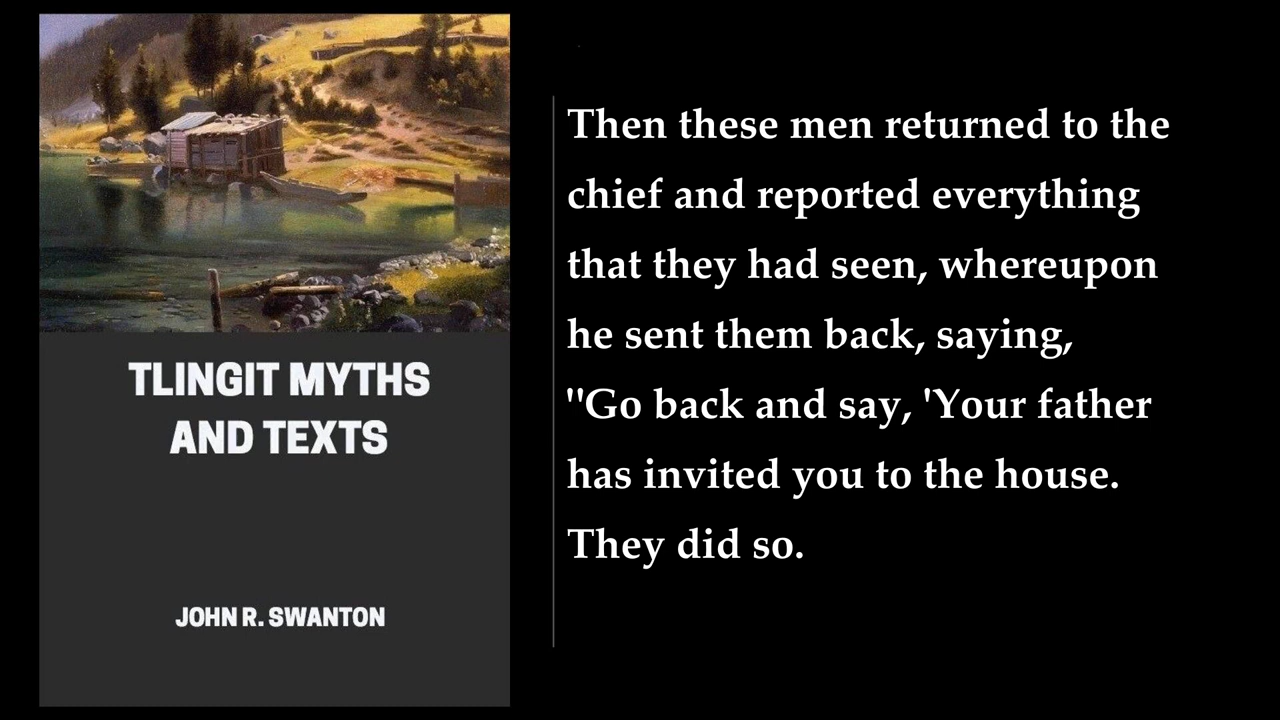 TLINGIT MYTHS
AND TEXTS
JOHN R. SWANTON
Then these men returned to the
chief and reported everything
that they had seen, whereupon
he sent them back, saying,
"Go back and say, 'Your father
has invited you to the house.
They did so.